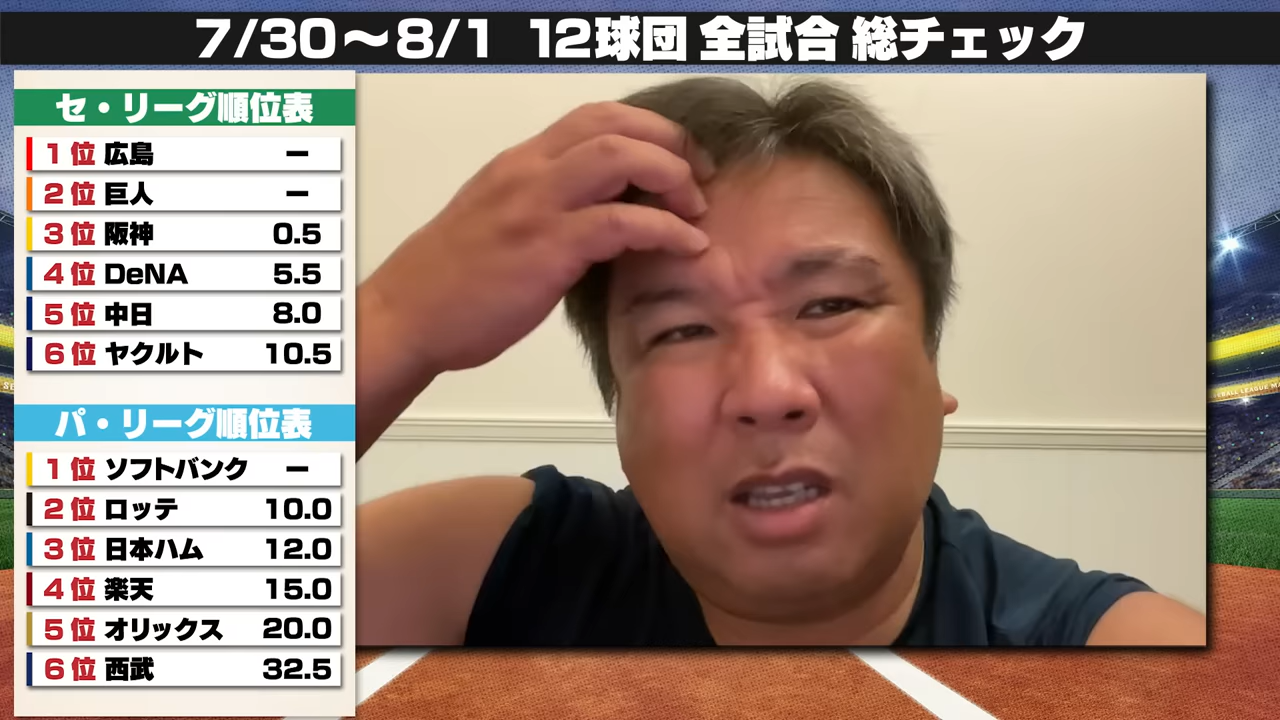 7/30～8/1 12球団 全試合 総チェック
セ・リーグ順位表
1位 広島 ー
2位 巨人 ー
3位 阪神 0.5
4位 DeNA 5.5
5位 中日 8.0
6位 ヤクルト 10.5
パ・リーグ順位表
1位 ソフトバンク ー
2位 ロッテ 10.0
3位 日本ハム 12.0
4位 楽天 15.0
5位 オリックス 20.0
6位 西武 32.5